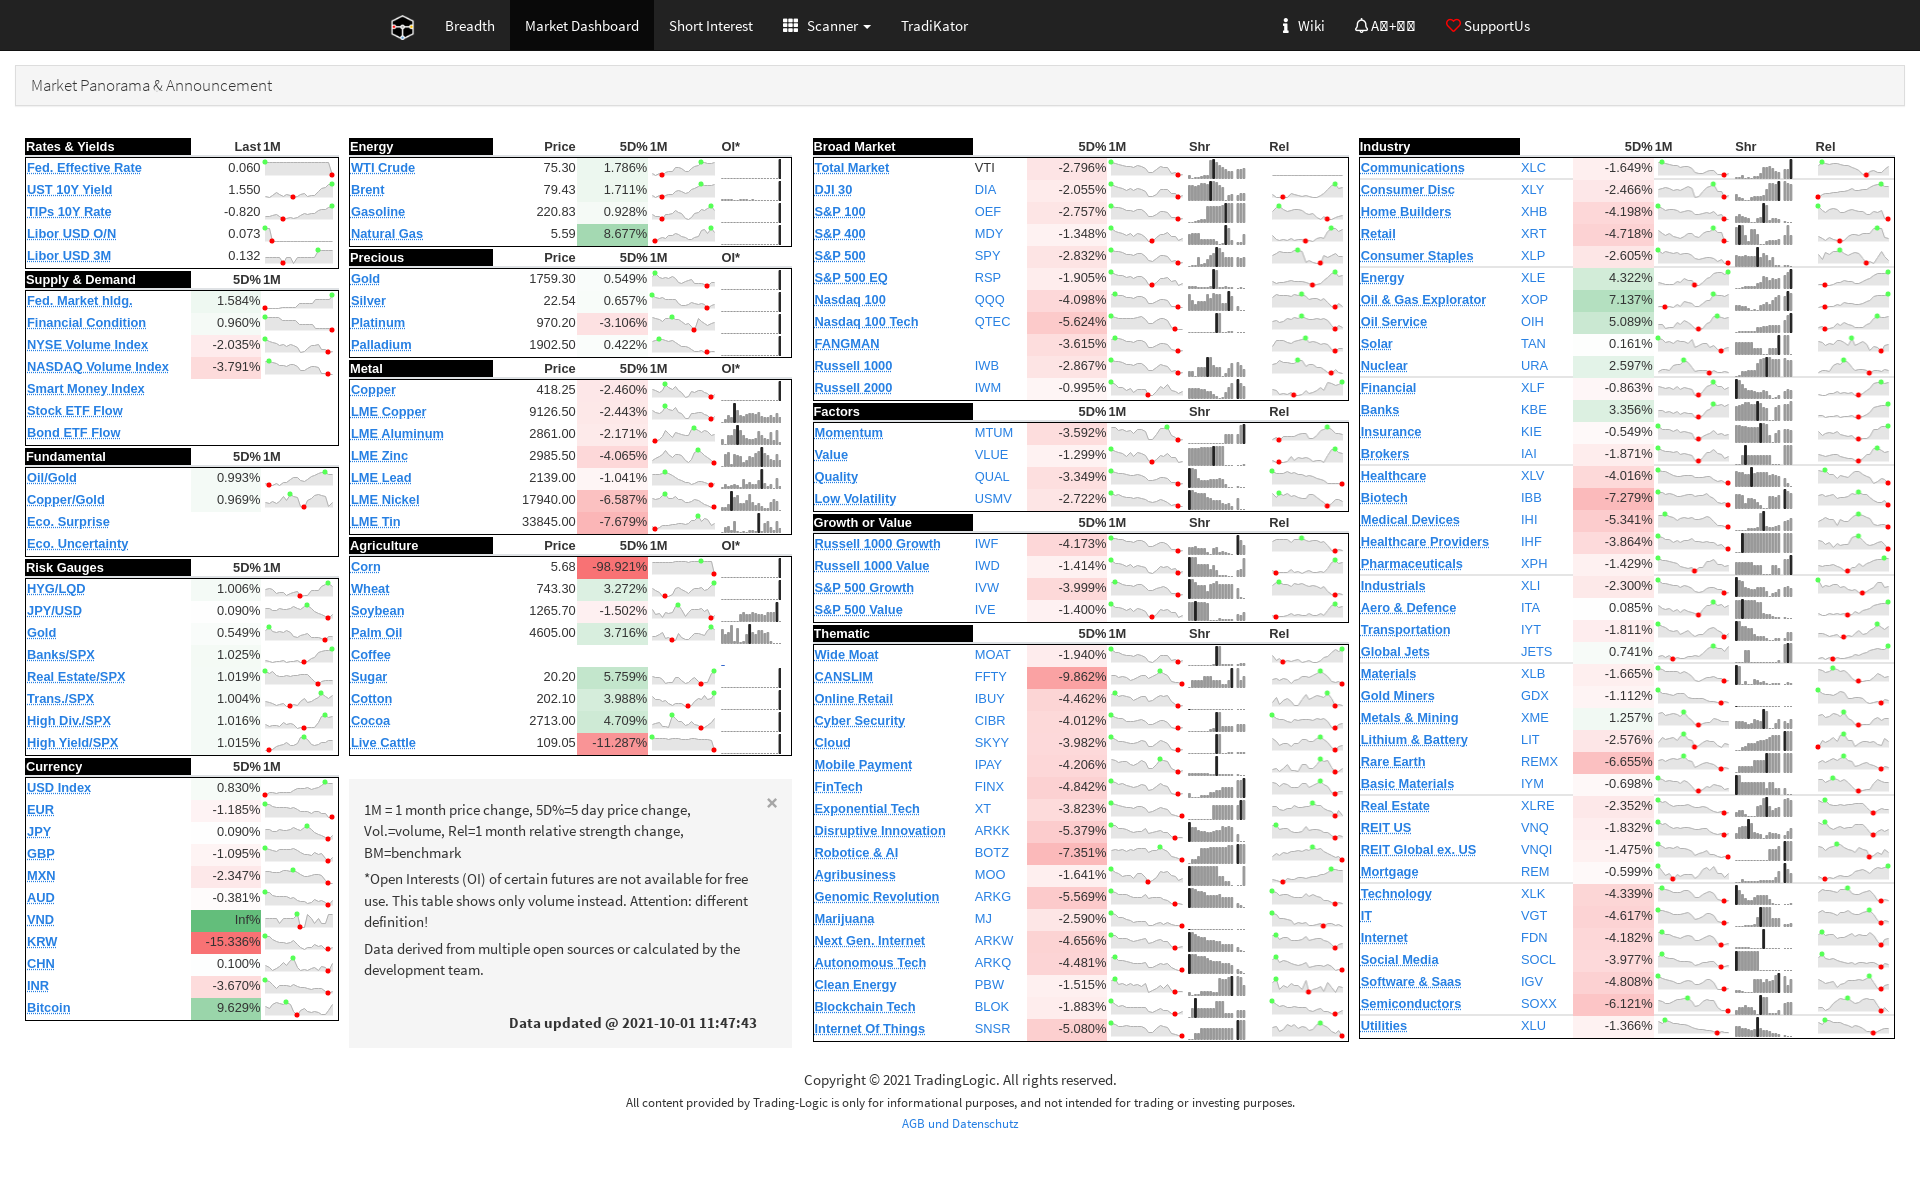 Breadth Market Dashboard Short Interest Scanner TradiKator Wiki SupportUs
Market Panorama & Announcement
Rates & Yields Last 1M
Fed. Effective Rate 0.060
UST 10Y Yield 1.550
TIPs 10Y Rate -0.820
Libor USD O/N 0.073
Libor USD 3M 0.132
Supply & Demand 5D% 1M
Fed. Market hldg. 1.584%
Financial Condition 0.960%
NYSE Volume Index -2.035%
NASDAQ Volume Index -3.791%
Smart Money Index
Stock ETF Flow
Bond ETF Flow
Fundamental 5D% 1M
Oil/Gold 0.993%
Copper/Gold 0.969%
Eco. Surprise
Eco. Uncertainty
Risk Gauges 5D% 1M
HYG/LQD 1.006%
JPY/USD 0.090%
Gold 0.549%
Banks/SPX 1.025%
Real Estate/SPX 1.019%
Trans./SPX 1.004%
High Div./SPX 1.016%
High Yield/SPX 1.015%
Currency 5D% 1M
USD Index 0.830%
EUR -1.185%
JPY 0.090%
GBP -1.095%
MXN -2.347%
AUD -0.381%
VND Inf%
KRW -15.336%
CHN 0.100%
INR -3.670%
Bitcoin 9.629%
Energy Price 5D% 1M OI*
WTI Crude 75.30 1.786%
Brent 79.43 1.711%
Gasoline 220.83 0.928%
Natural Gas 5.59 8.677%
Precious Price 5D% 1M OI*
Gold 1759.30 0.549%
Silver 22.54 0.657%
Platinum 970.20 -3.106%
Palladium 1902.50 0.422%
Metal Price 5D% 1M OI*
Copper 418.25 -2.460%
LME Copper 9126.50 -2.443%
LME Aluminum 2861.00 -2.171%
LME Zinc 2985.50 -4.065%
LME Lead 2139.00 -1.041%
LME Nickel 17940.00 -6.587%
LME Tin 33845.00 -7.679%
Agriculture Price 5D% 1M OI*
Corn 5.68 -98.921%
Wheat 743.30 3.272%
Soybean 1265.70 -1.502%
Palm Oil 4605.00 3.716%
Coffee
Sugar 20.20 5.759%
Cotton 202.10 3.988%
Cocoa 2713.00 4.709%
Live Cattle 109.05 -11.287%
×
1M = 1 month price change, 5D%=5 day price change,
Vol.=volume, Rel=1 month relative strength change,
BM=benchmark
*Open Interests (OI) of certain futures are not available for free
use. This table shows only volume instead. Attention: different
definition!
Data derived from multiple open sources or calculated by the
development team.
Data updated @ 2021-10-01 11:47:43
Broad Market 5D% 1M Shr Rel
Total Market VTI -2.796%
DJI 30 DIA -2.055%
S&P 100 OEF -2.757%
S&P 400 MDY -1.348%
S&P 500 SPY -2.832%
S&P 500 EQ RSP -1.905%
Nasdaq 100 QQQ -4.098%
Nasdaq 100 Tech QTEC -5.624%
FANGMAN -3.615%
Russell 1000 IWB -2.867%
Russell 2000 IWM -0.995%
Factors 5D% 1M Shr Rel
Momentum MTUM -3.592%
Value VLUE -1.299%
Quality QUAL -3.349%
Low Volatility USMV -2.722%
Growth or Value 5D% 1M Shr Rel
Russell 1000 Growth IWF -4.173%
Russell 1000 Value IWD -1.414%
S&P 500 Growth IVW -3.999%
S&P 500 Value IVE -1.400%
Thematic 5D% 1M Shr Rel
Wide Moat MOAT -1.940%
CANSLIM FFTY -9.862%
Online Retail IBUY -4.462%
Cyber Security CIBR -4.012%
Cloud SKYY -3.982%
Mobile Payment IPAY -4.206%
FinTech FINX -4.842%
Exponential Tech XT -3.823%
Disruptive Innovation ARKK -5.379%
Robotice & AI BOTZ -7.351%
Agribusiness MOO -1.641%
Genomic Revolution ARKG -5.569%
Marijuana MJ -2.590%
Next Gen. Internet ARKW -4.656%
Autonomous Tech ARKQ -4.481%
Clean Energy PBW -1.515%
Blockchain Tech BLOK -1.883%
Internet Of Things SNSR -5.080%
Industry 5D% 1M Shr Rel
Communications XLC -1.649%
Consumer Disc XLY -2.466%
Home Builders XHB -4.198%
Retail XRT -4.718%
Consumer Staples XLP -2.605%
Energy XLE 4.322%
Oil & Gas Explorator XOP 7.137%
Oil Service OIH 5.089%
Solar TAN 0.161%
Nuclear URA 2.597%
Financial XLF -0.863%
Banks KBE 3.356%
Insurance KIE -0.549%
Brokers IAI -1.871%
Healthcare XLV -4.016%
Biotech IBB -7.279%
Medical Devices IHI -5.341%
Healthcare Providers IHF -3.864%
Pharmaceuticals XPH -1.429%
Industrials XLI -2.300%
Aero & Defence ITA 0.085%
Transportation IYT -1.811%
Global Jets JETS 0.741%
Materials XLB -1.665%
Gold Miners GDX -1.112%
Metals & Mining XME 1.257%
Lithium & Battery LIT -2.576%
Rare Earth REMX -6.655%
Basic Materials IYM -0.698%
Real Estate XLRE -2.352%
REIT US VNQ -1.832%
REIT Global ex. US VNQI -1.475%
Mortgage REM -0.599%
Technology XLK -4.339%
IT VGT -4.617%
Internet FDN -4.182%
Social Media SOCL -3.977%
Software & Saas IGV -4.808%
Semiconductors SOXX -6.121%
Utilities XLU -1.366%
Copyright © 2021 TradingLogic. All rights reserved.
All content provided by Trading-Logic is only for informational purposes, and not intended for trading or investing purposes.
AGB und Datenschutz